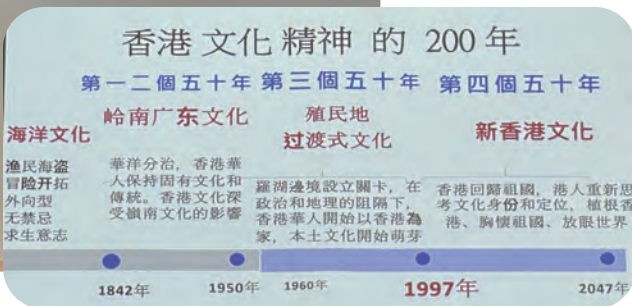 香港 文化 精神 的 200 年
第一二個五十年 第三個五十年 第四個五十年
海洋文化
渔民海盗
冒险开拓
外向型
无禁忌
求生意志
岭南广东文化
華洋分治，香港華
人保持固有文化和
傳統。香港文化深
受嶺南文化的影響
殖民地
过渡式文化
羅湖邊境設立關卡，在
政治和地理的阻隔下，
香港華人開始以香港為
家，本土文化開始萌芽
新香港文化
香港回歸祖國，港人重新思
考文化身份和定位，植根香
港、胸懷祖國、放眼世界
1842年 1950年 1960年 1997年 2047年